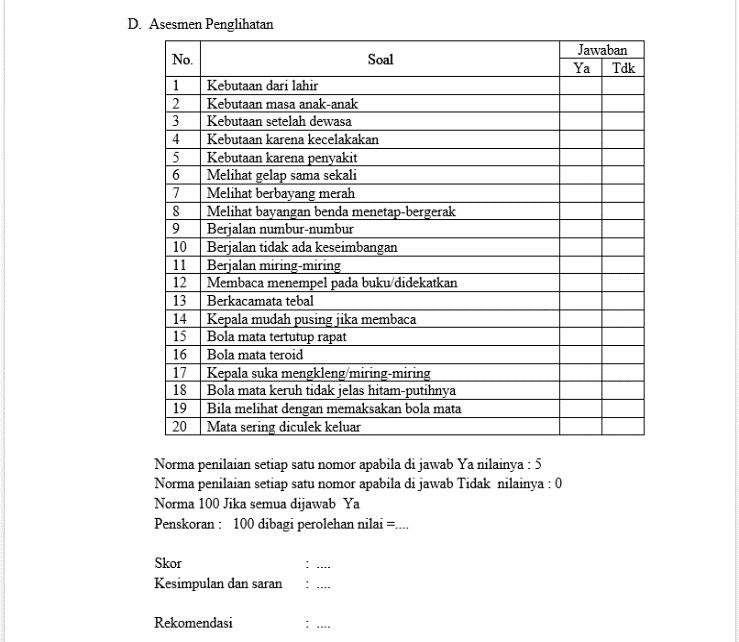 D. Asesmen Penglihatan
No. Soal Jawaban
Ya Tdk
1 Kebutaan dari lahir
2 Kebutaan masa anak-anak
3 Kebutaan setelah dewasa
4 Kebutaan karena kecelakakan
5 Kebutaan karena penyakit
6 Melihat gelap sama sekali
7 Melihat berbayang merah
8 Melihat bayangan benda menetap-bergerak
9 Berjalan numbur-numbur
10 Berjalan tidak ada keseimbangan
11 Berjalan miring-miring
12 Membaca menempel pada buku/didekatkan
13 Berkacamata tebal
14 Kepala mudah pusing jika membaca
15 Bola mata tertutup rapat
16 Bola mata teroid
17 Kepala suka mengkleng/miring-miring
18 Bola mata keruh tidak jelas hitam-putihnya
19 Bila melihat dengan memaksakan bola mata
20 Mata sering diculek keluar
Norma penilaian setiap satu nomor apabila di jawab Ya nilainya : 5
Norma penilaian setiap satu nomor apabila di jawab Tidak nilainya : 0
Norma 100 Jika semua dijawab Ya
Penskoran : 100 dibagi perolehan nilai =....
Skor : ....
Kesimpulan dan saran : ....
Rekomendasi : ....